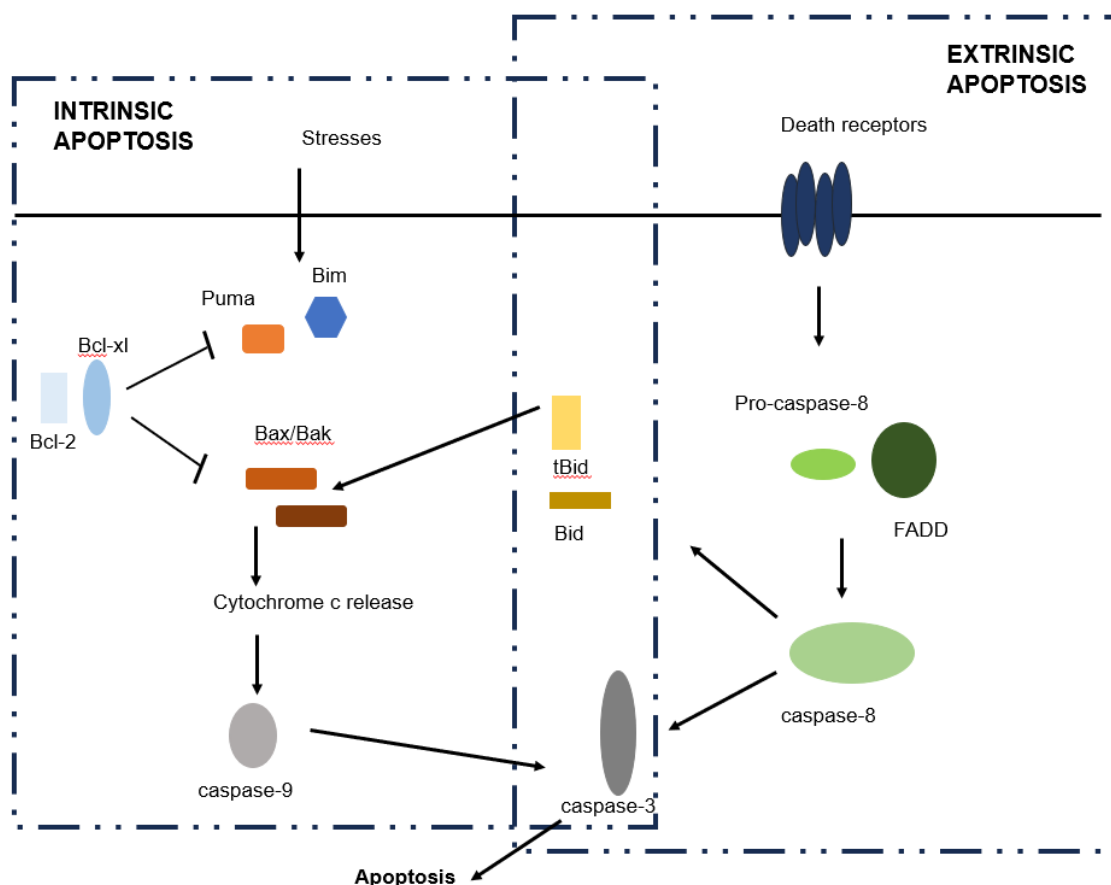 EXTRINSIC
APOPTOSIS
INTRINSIC
APOPTOSIS
Stresses
Death receptors
Bim
Puma
Bcl-xl
Bcl-2
Pro-caspase-8
Bax/Bak
tBid
Bid
FADD
Cytochrome c release
caspase-8
caspase-9
caspase-3
Apoptosis